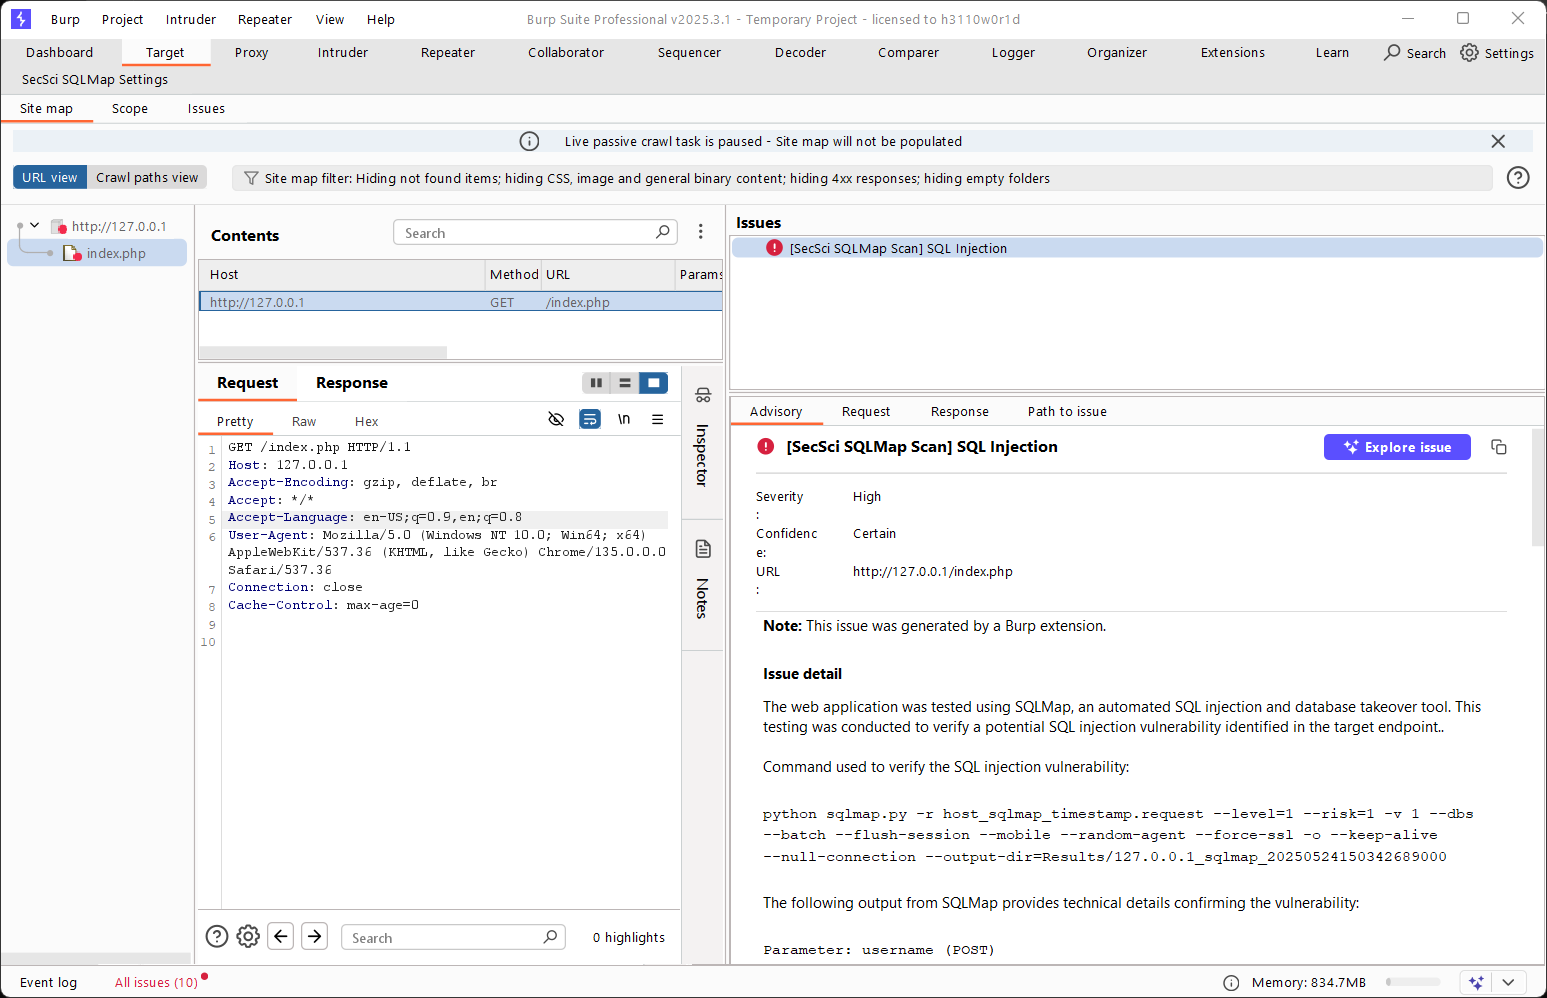 Burp Project Intruder Repeater View Help Burp Suite Professional v2025.3.1 - Temporary Project - licensed to h3110w0r1d
Dashboard Target Proxy Intruder Repeater Collaborator Sequencer Decoder Comparer Logger Organizer Extensions Learn Search Settings
SecSci SQLMap Settings
Site map Scope Issues
Live passive crawl task is paused - Site map will not be populated
URL view Crawl paths view Site map filter: Hiding not found items; hiding CSS, image and general binary content; hiding 4xx responses; hiding empty folders
http://127.0.0.1
index.php
Contents Search
Host Method URL Params
http://127.0.0.1 GET /index.php
Request Response
Pretty Raw Hex \n
1 GET /index.php HTTP/1.1
2 Host: 127.0.0.1
3 Accept-Encoding: gzip, deflate, br
4 Accept: */*
5 Accept-Language: en-US;q=0.9,en;q=0.8
6 User-Agent: Mozilla/5.0 (Windows NT 10.0; Win64; x64)
AppleWebKit/537.36 (KHTML, like Gecko) Chrome/135.0.0.0
Safari/537.36
7 Connection: close
8 Cache-Control: max-age=0
9
10
Search 0 highlights
Inspector
Notes
Issues
[SecSci SQLMap Scan] SQL Injection
Advisory Request Response Path to issue
[SecSci SQLMap Scan] SQL Injection Explore issue
Severity High
:
Confidenc Certain
e:
URL http://127.0.0.1/index.php
:
Note: This issue was generated by a Burp extension.
Issue detail
The web application was tested using SQLMap, an automated SQL injection and database takeover tool. This
testing was conducted to verify a potential SQL injection vulnerability identified in the target endpoint..
Command used to verify the SQL injection vulnerability:
python sqlmap.py -r host_sqlmap_timestamp.request --level=1 --risk=1 -v 1 --dbs
--batch --flush-session --mobile --random-agent --force-ssl -o --keep-alive
--null-connection --output-dir=Results/127.0.0.1_sqlmap_20250524150342689000
The following output from SQLMap provides technical details confirming the vulnerability:
Parameter: username (POST)
Event log All issues (10) Memory: 834.7MB